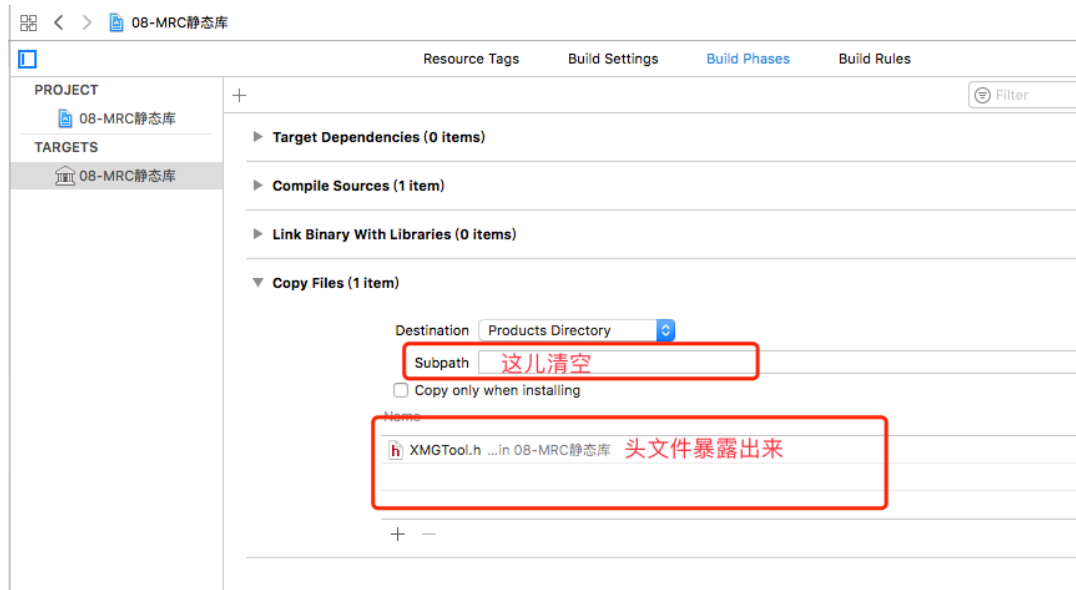 08-MRC静态库
Resource Tags Build Settings Build Phases Build Rules
PROJECT
08-MRC静态库
TARGETS
08-MRC静态库
Filter
Target Dependencies (0 items)
Compile Sources (1 item)
Link Binary With Libraries (0 items)
Copy Files (1 item)
Destination Products Directory
Subpath 这儿清空
Copy only when installing
Name
XMGTool.h ...in 08-MRC静态库 头文件暴露出来